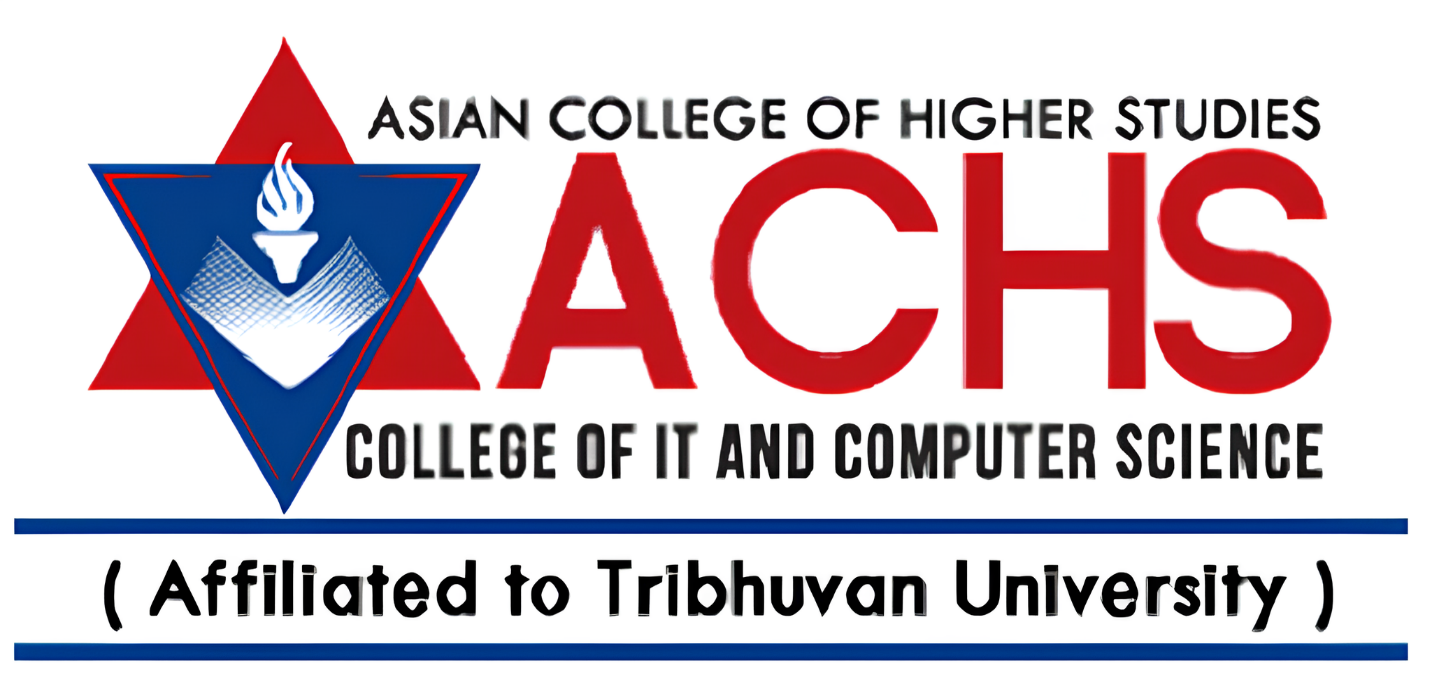 ASIAN COLLEGE OF HIGHER STUDIES
ACHS
COLLEGE OF IT AND COMPUTER SCIENCE
( Affiliated to Tribhuvan University )